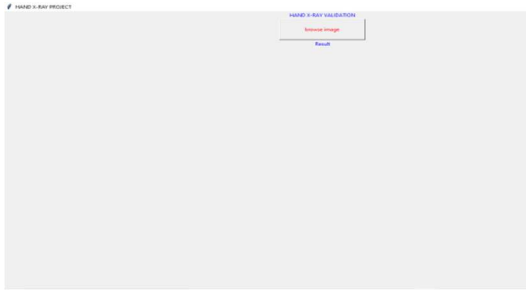 HAND X-RAY PROJECT
HAND X-RAY VALIDATION
browse image
Result